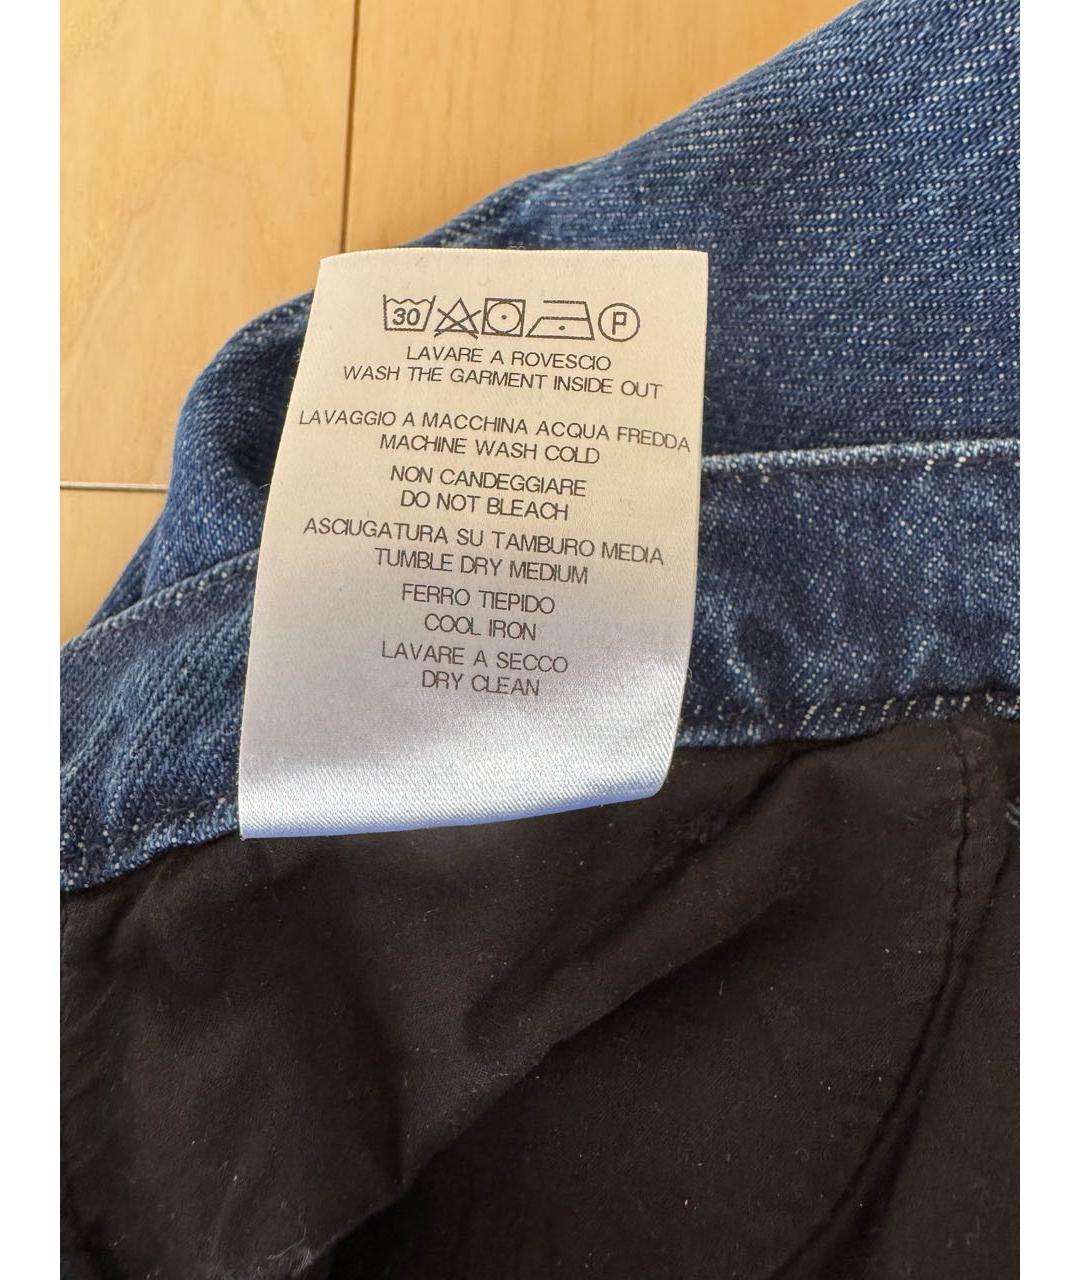 30 P
LAVARE A ROVESCIO
WASH THE GARMENT INSIDE OUT
LAVAGGIO A MACCHINA ACQUA FREDDA
MACHINE WASH COLD
NON CANDEGGIARE
DO NOT BLEACH
ASCIUGATURA SU TAMBURO MEDIA
TUMBLE DRY MEDIUM
FERRO TIEPIDO
COOL IRON
LAVARE A SECCO
DRY CLEAN